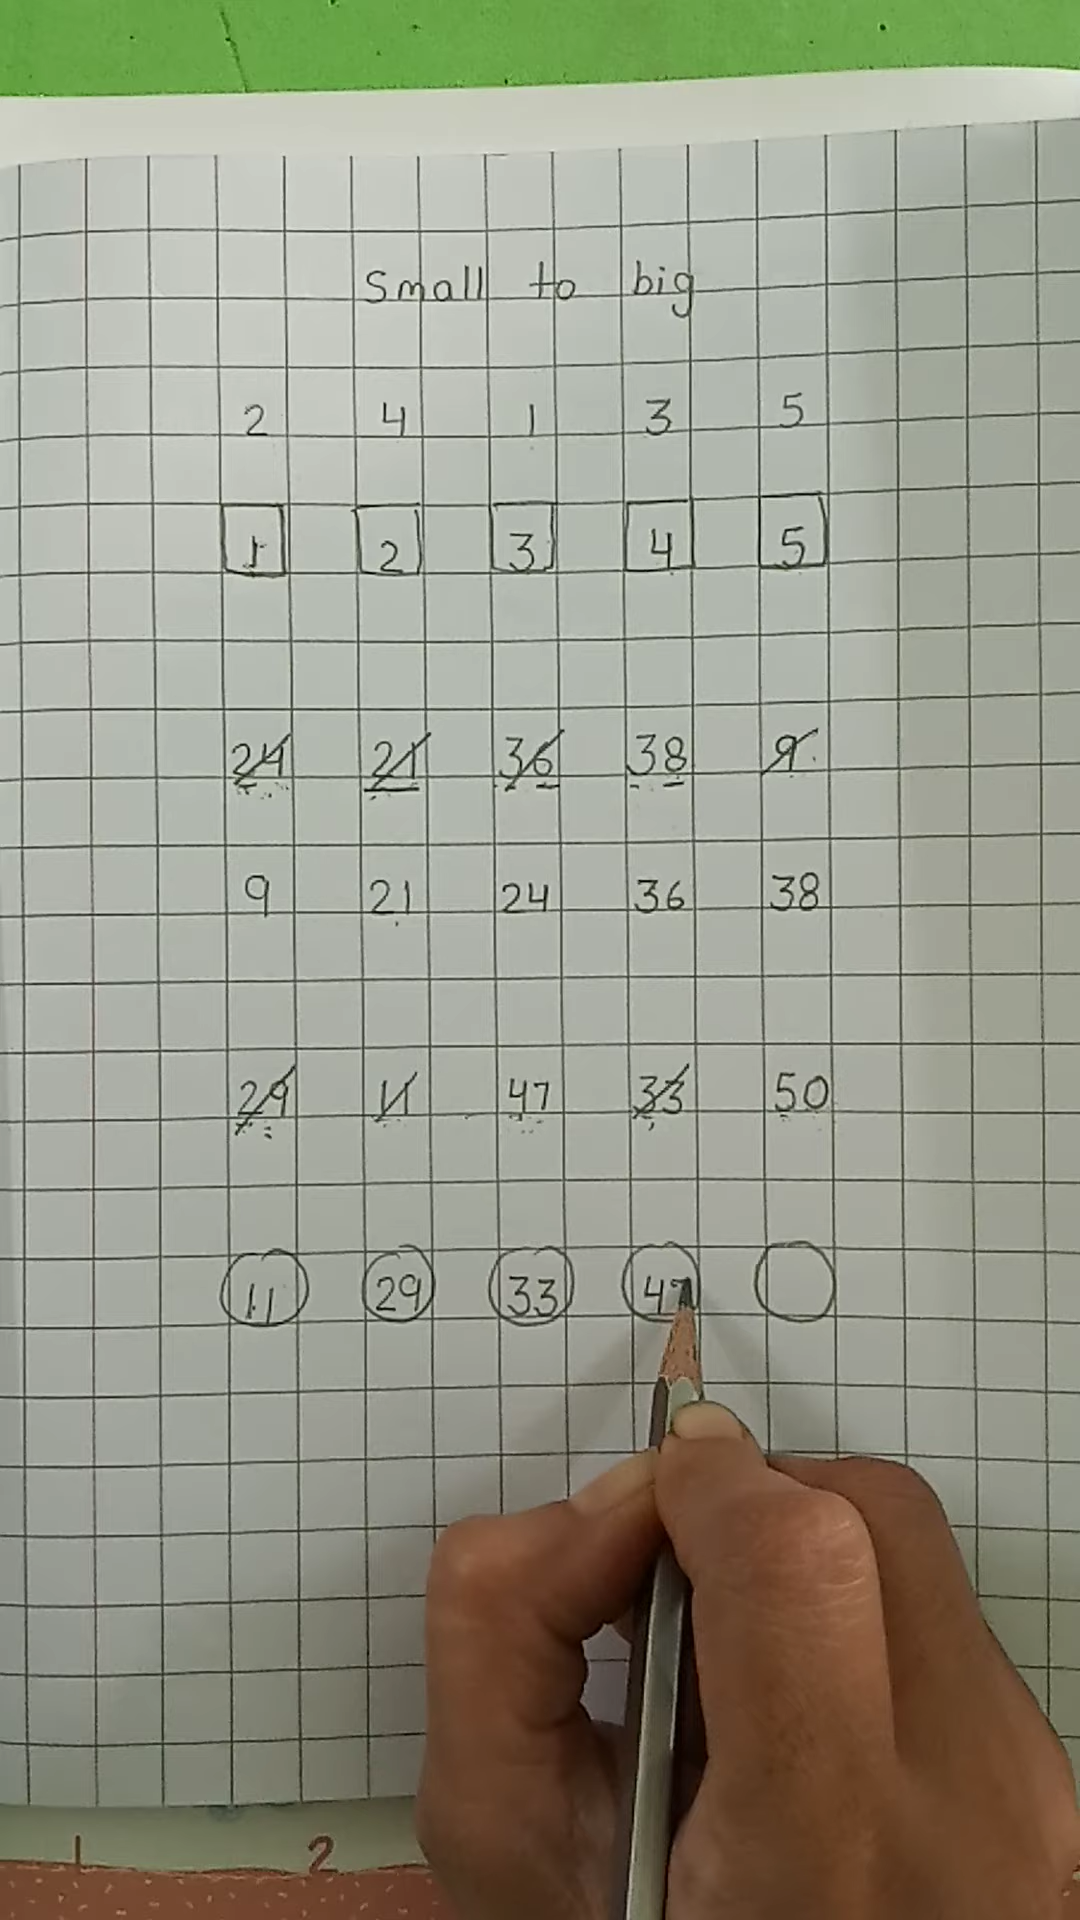 Small to big
2 4 1 3 5
1 2 3 4 5
24 21 36 38 9
9 21 24 36 38
29 11 47 33 50
11 29 33 47
1 2